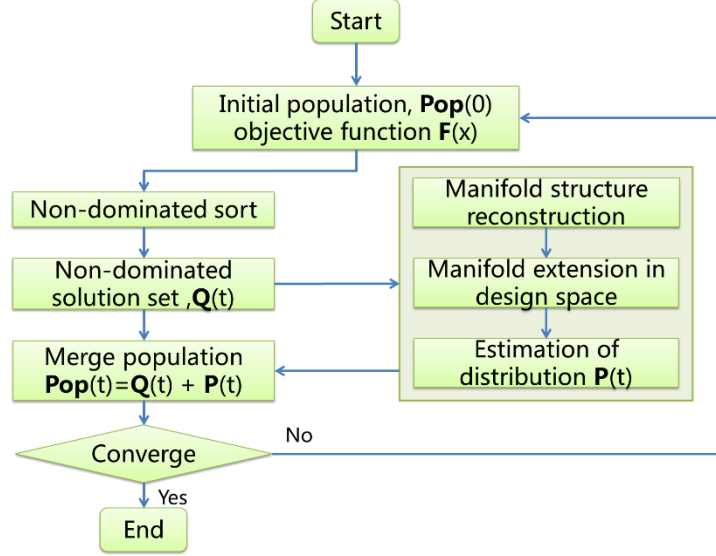 Start
Initial population, Pop(0)
objective function F(x)
Non-dominated sort
Non-dominated
solution set ,Q(t)
Merge population
Pop(t)=Q(t) + P(t)
Manifold structure
reconstruction
Manifold extension in
design space
Estimation of
distribution P(t)
Converge
No
Yes
End